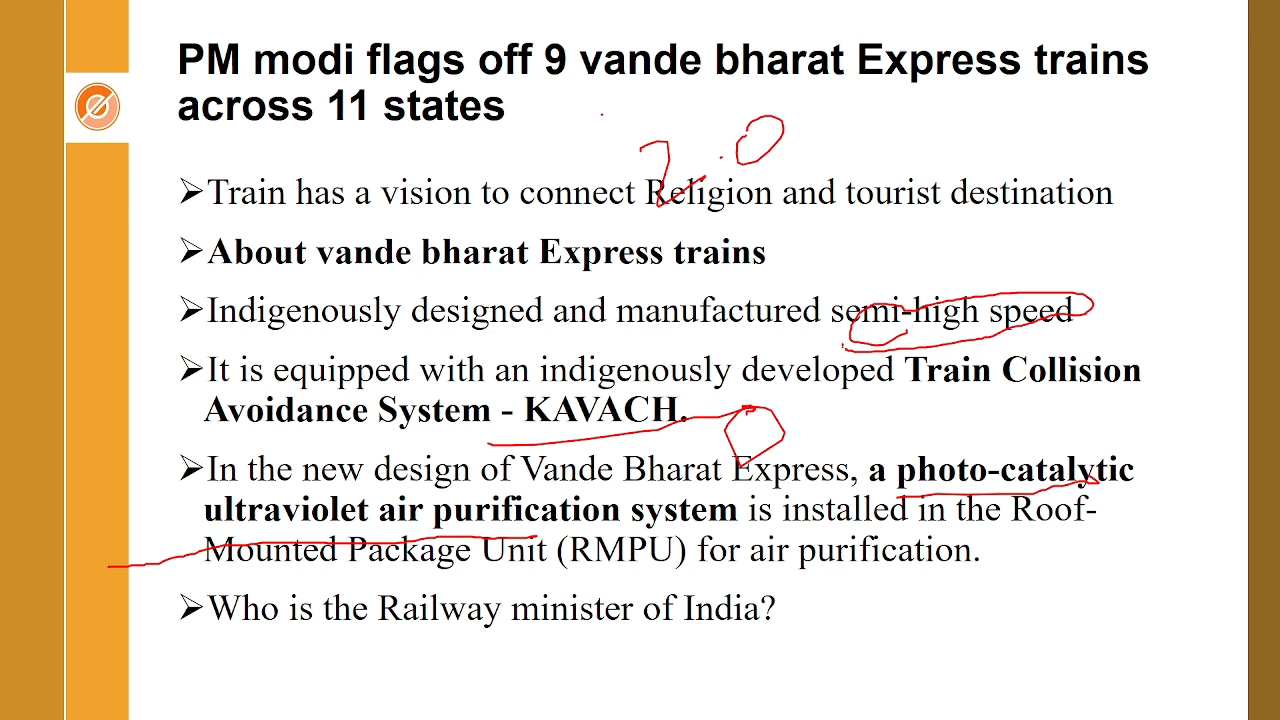 PM modi flags off 9 vande bharat Express trains
across 11 states
2.0
➢Train has a vision to connect Religion and tourist destination
➢About vande bharat Express trains
➢Indigenously designed and manufactured semi-high speed
➢It is equipped with an indigenously developed Train Collision
Avoidance System - KAVACH.
➢In the new design of Vande Bharat Express, a photo-catalytic
ultraviolet air purification system is installed in the Roof-
Mounted Package Unit (RMPU) for air purification.
➢Who is the Railway minister of India?